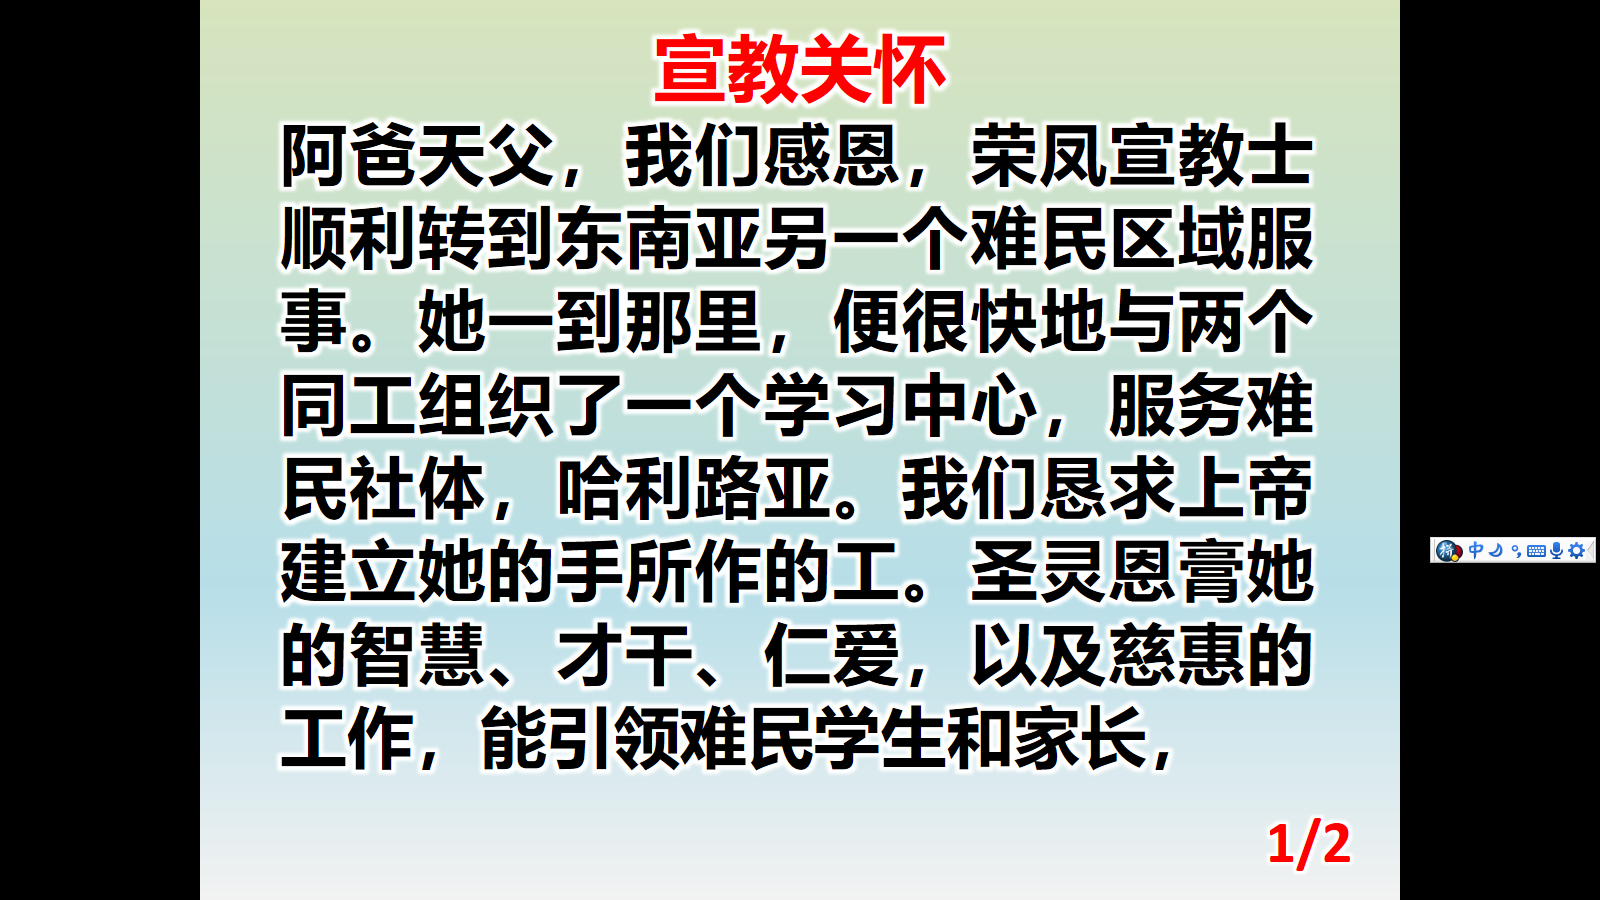 宣教关怀
阿爸天父，我们感恩，荣凤宣教士
顺利转到东南亚另一个难民区域服
事。她一到那里，便很快地与两个
同工组织了一个学习中心，服务难
民社体，哈利路亚。我们恳求上帝
建立她的手所作的工。圣灵恩膏她
的智慧、才干、仁爱，以及慈惠的
工作，能引领难民学生和家长，
1/2
拼 中